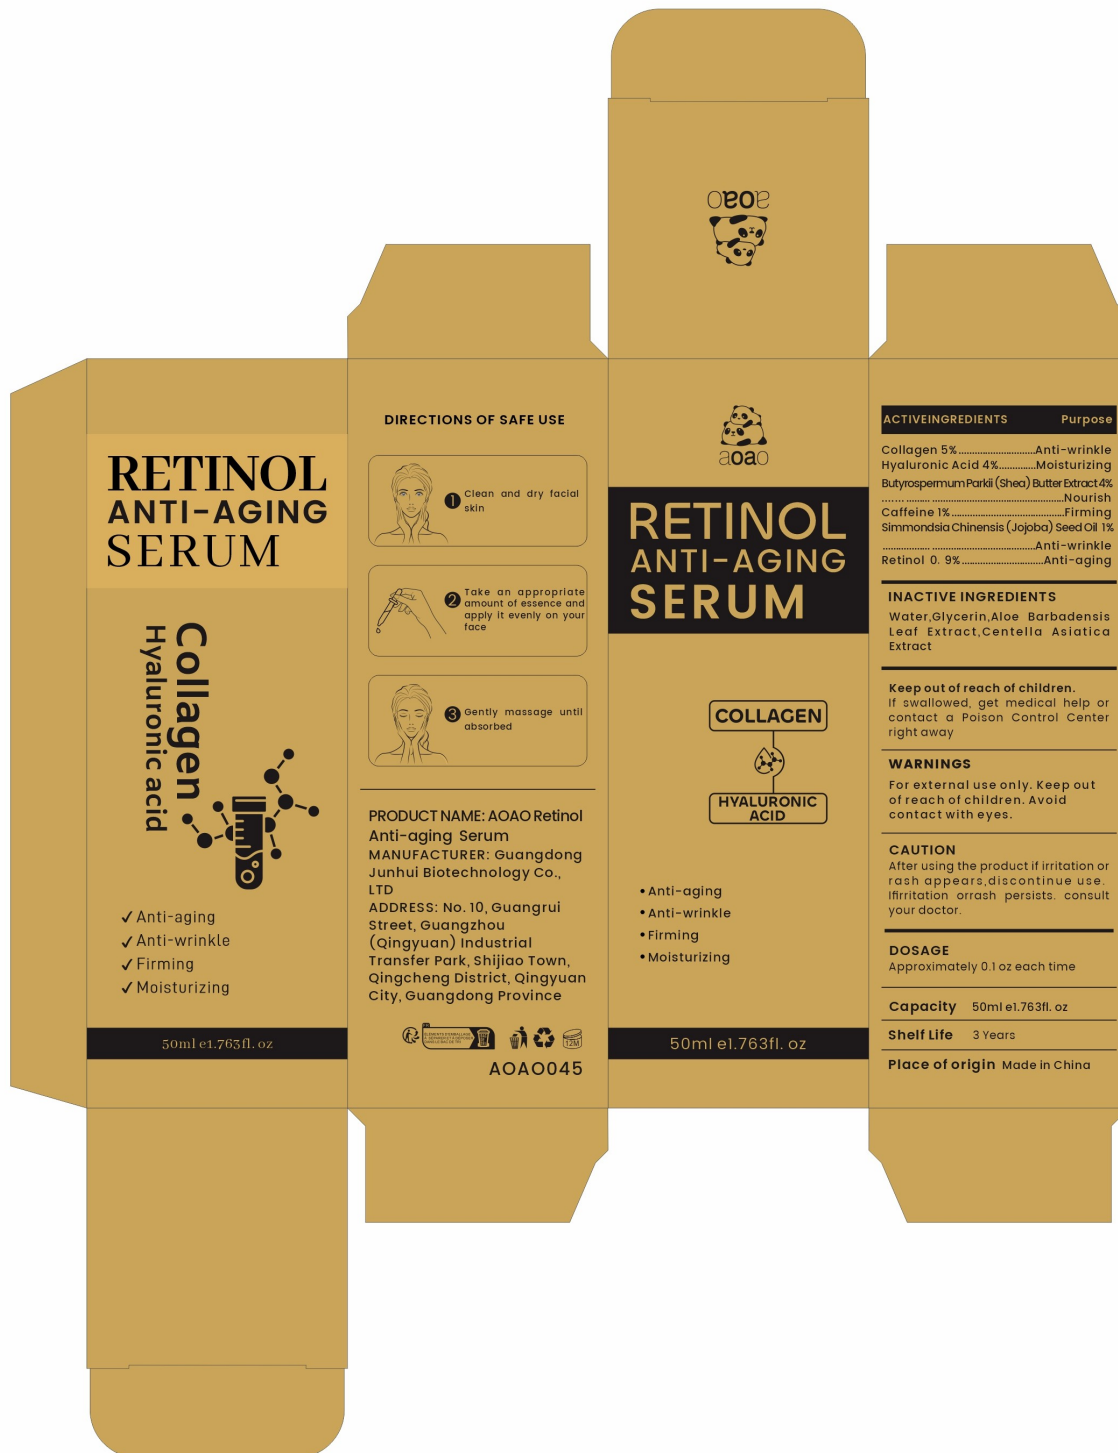 aoao
RETINOL
ANTI-AGING
SERUM
Collagen
Hyaluronic acid
✓ Anti-aging
✓ Anti-wrinkle
✓ Firming
✓ Moisturizing
50ml e1.763fl. oz
DIRECTIONS OF SAFE USE
1 Clean and dry facial
skin
2 Take an appropriate
amount of essence and
apply it evenly on your
face
3 Gently massage until
absorbed
PRODUCT NAME: AOAO Retinol
Anti-aging Serum
MANUFACTURER: Guangdong
Junhui Biotechnology Co.,
LTD
ADDRESS: No. 10, Guangrui
Street, Guangzhou
(Qingyuan) Industrial
Transfer Park, Shijiao Town,
Qingcheng District, Qingyuan
City, Guangdong Province
12M
AOAO045
aoao
RETINOL
ANTI-AGING
SERUM
COLLAGEN
HYALURONIC
ACID
• Anti-aging
• Anti-wrinkle
• Firming
• Moisturizing
50ml e1.763fl. oz
ACTIVEINGREDIENTS Purpose
Collagen 5%..............................Anti-wrinkle
Hyaluronic Acid 4%..............Moisturizing
Butyrospermum Parkii (Shea) Butter Extract 4%
....... ......... ....................................................Nourish
Caffeine 1%.............................................Firming
Simmondsia Chinensis (Jojoba) Seed Oil 1%
................... .........................................Anti-wrinkle
Retinol 0. 9%................................Anti-aging
INACTIVE INGREDIENTS
Water,Glycerin,Aloe Barbadensis
Leaf Extract,Centella Asiatica
Extract
Keep out of reach of children.
If swallowed, get medical help or
contact a Poison Control Center
right away
WARNINGS
For external use only. Keep out
of reach of children. Avoid
contact with eyes.
CAUTION
After using the product if irritation or
rash appears,discontinue use.
Ifirritation orrash persists. consult
your doctor.
DOSAGE
Approximately 0.1 oz each time
Capacity 50ml e1.763fl. oz
Shelf Life 3 Years
Place of origin Made in China